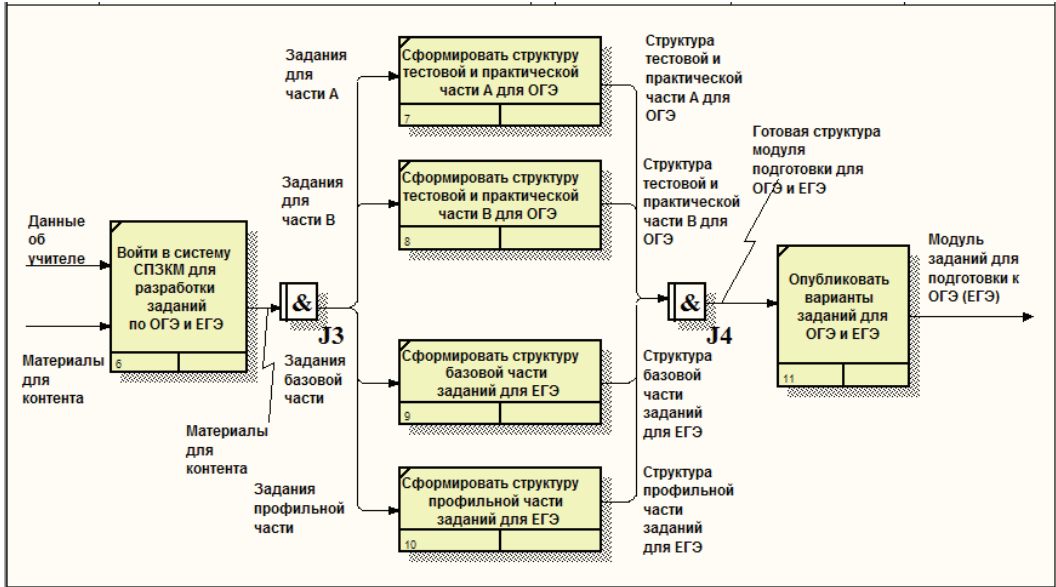 Данные
об
учителе
Материалы
для
контента
Войти в систему
СПЗКМ для
разработки
заданий
по ОГЭ и ЕГЭ
6
Материалы
для
контента
&
J3
Задания
для
части А
Задания
для
части В
Задания
базовой
части
Задания
профильной
части
Сформировать структуру
тестовой и практической
части А для ОГЭ
7
Сформировать структуру
тестовой и практической
части В для ОГЭ
8
Сформировать структуру
базовой части
заданий для ЕГЭ
9
Сформировать структуру
профильной части
заданий для ЕГЭ
10
Структура
тестовой и
практической
части А для
ОГЭ
Структура
тестовой и
практической
части В для
ОГЭ
Структура
базовой
части
заданий
для ЕГЭ
Структура
профильной
части
заданий
для ЕГЭ
&
J4
Готовая структура
модуля
подготовки для
ОГЭ и ЕГЭ
Опубликовать
варианты
заданий для
ОГЭ и ЕГЭ
11
Модуль
заданий для
подготовки к
ОГЭ (ЕГЭ)